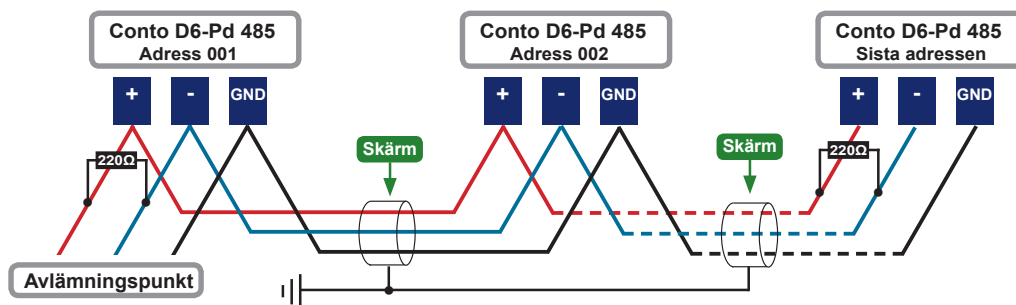 Conto D6-Pd 485
Adress 001
Conto D6-Pd 485
Adress 002
Conto D6-Pd 485
Sista adressen
+ - GND
+ - GND
+ - GND
220Ω
Skärm
Skärm
220Ω
Avlämningspunkt